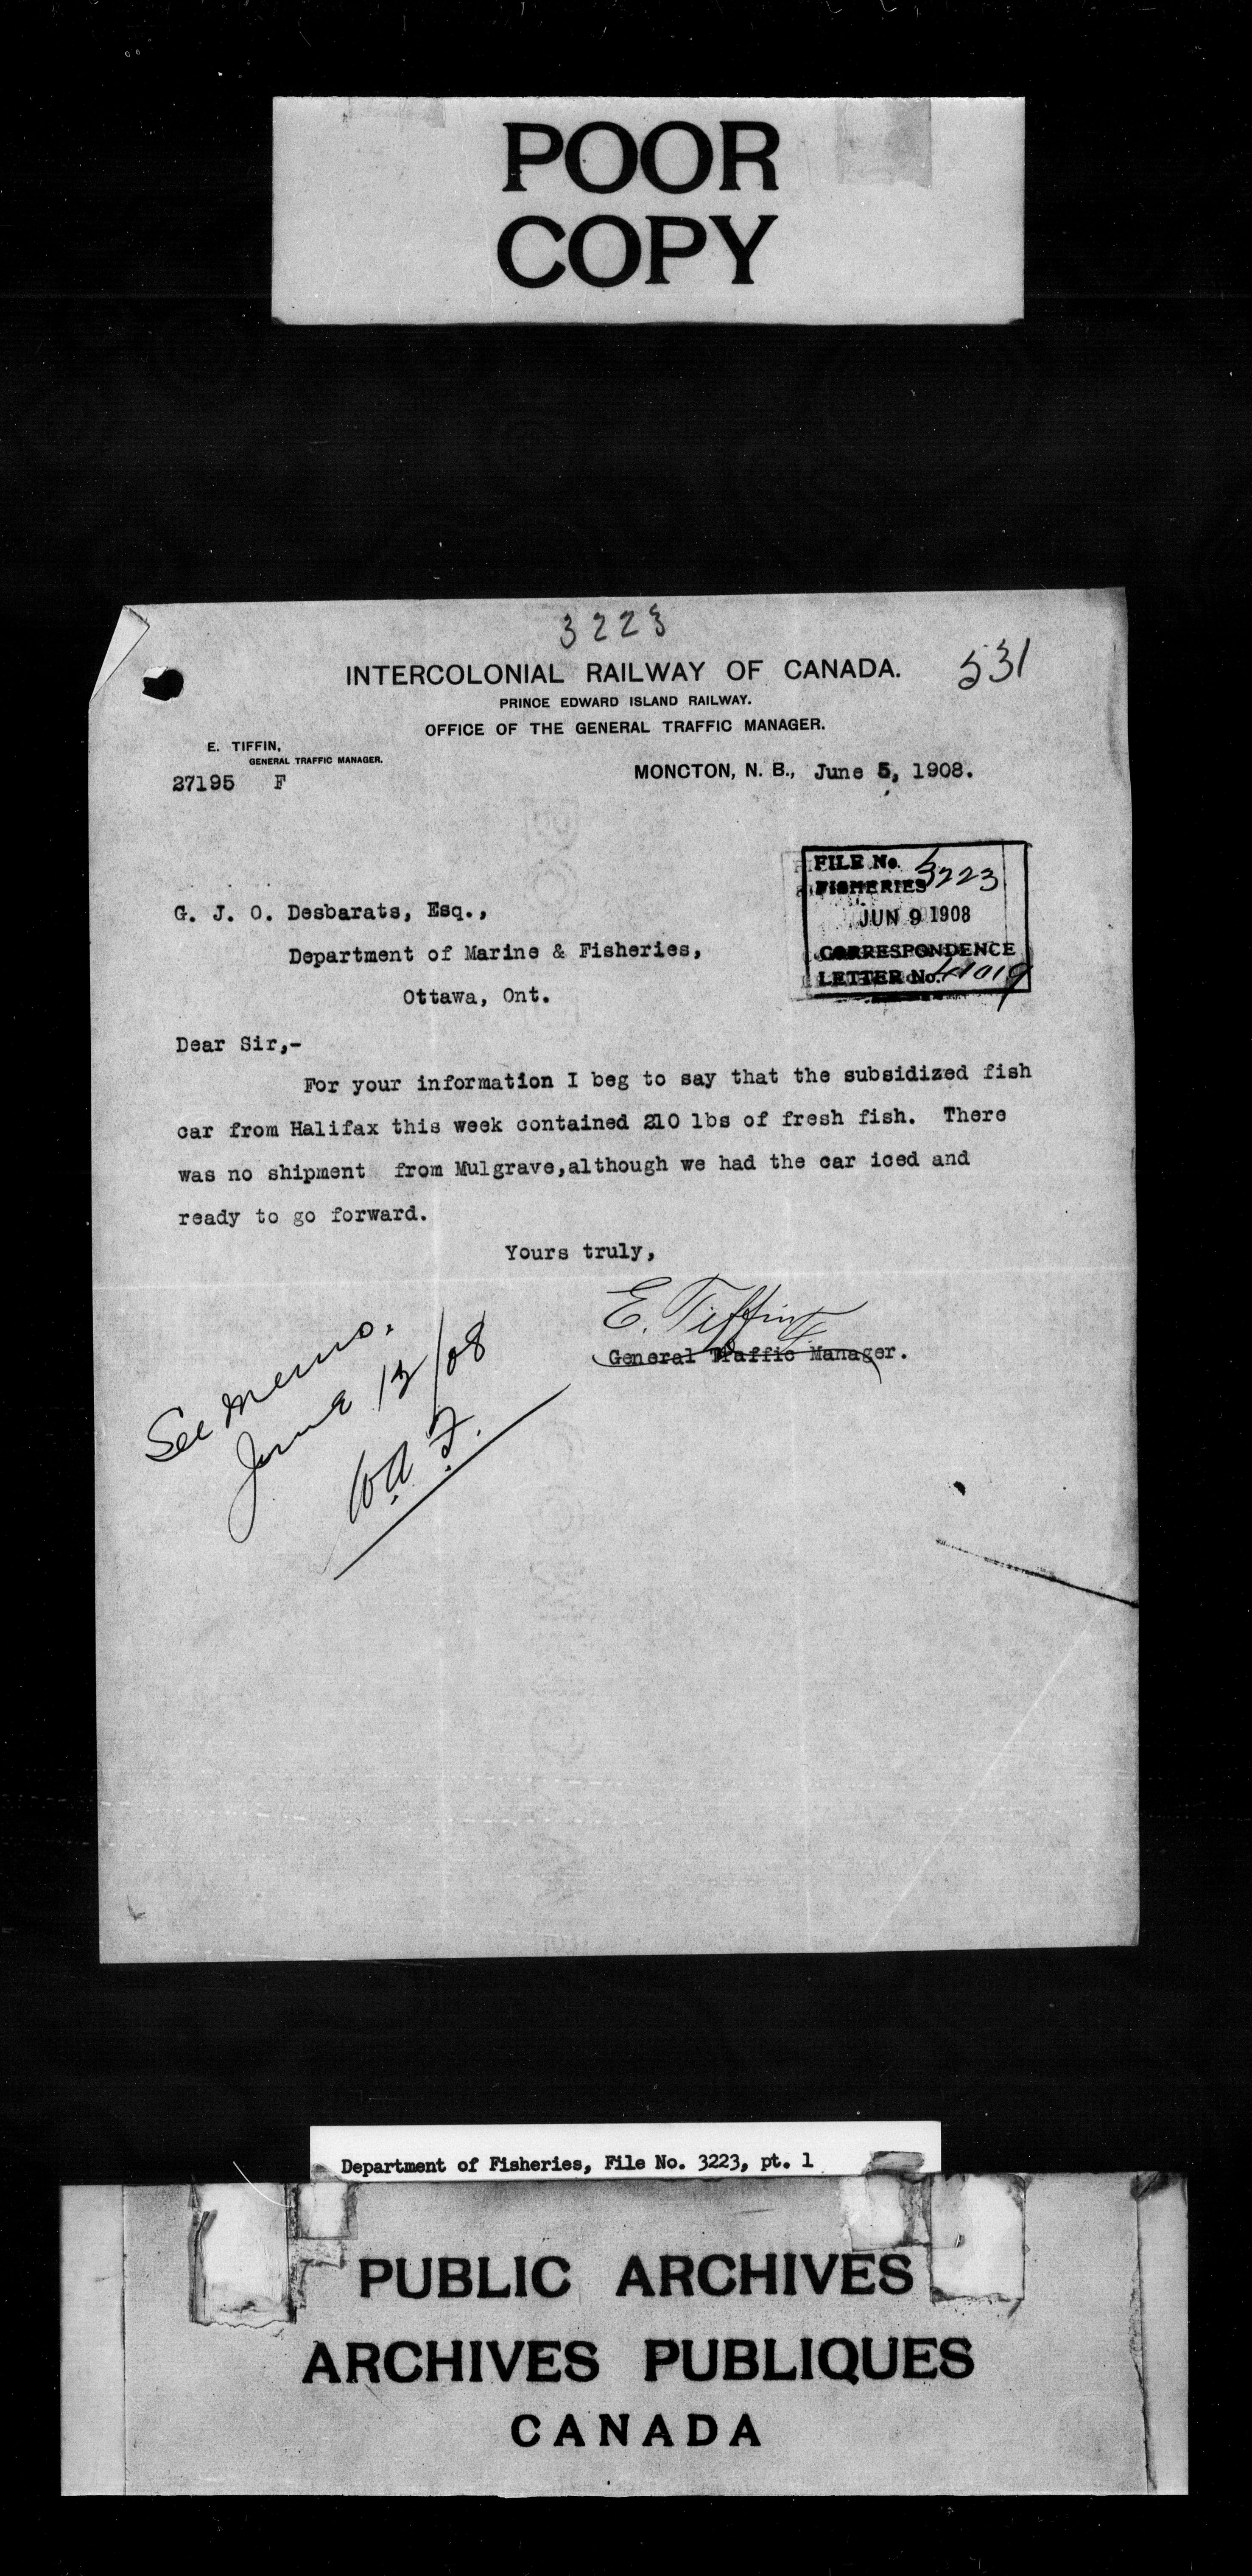 POOR
COPY
3223
531
INTERCOLONIAL RAILWAY OF CANADA.
PRINCE EDWARD ISLAND RAILWAY.
OFFICE OF THE GENERAL TRAFFIC MANAGER.
E. TIFFIN,
GENERAL TRAFFIC MANAGER.
27195 F
MONCTON, N. B., June 5, 1908.
FILE No. 3223
FISHERIES
JUN 9 1908
CORRESPONDENCE
LETTER No.
G. J. O. Desbarats, Esq.,
Department of Marine & Fisheries,
Ottawa, Ont.
Dear Sir,-
For your information I beg to say that the subsidized fish
car from Halifax this week contained 210 lbs of fresh fish. There
was no shipment from Mulgrave,although we had the car iced and
ready to go forward.
Yours truly,
E. Tiffin
General Traffic Manager.
See memo.
June 13/08
Department of Fisheries, File No. 3223, pt. 1
PUBLIC ARCHIVES
ARCHIVES PUBLIQUES
CANADA